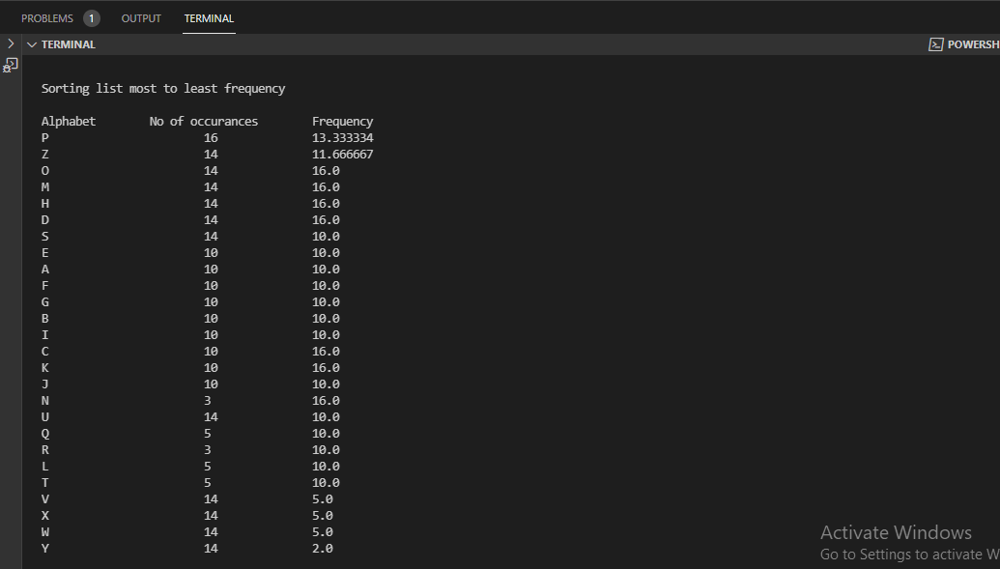 PROBLEMS 1 OUTPUT TERMINAL
TERMINAL POWERSH
Sorting list most to least frequency
Alphabet No of occurances Frequency
P 16 13.333334
Z 14 11.666667
O 14 16.0
M 14 16.0
H 14 16.0
D 14 16.0
S 14 10.0
E 10 10.0
A 10 10.0
F 10 10.0
G 10 10.0
B 10 10.0
I 10 10.0
C 10 16.0
K 10 16.0
J 10 10.0
N 3 16.0
U 14 10.0
Q 5 10.0
R 3 10.0
L 5 10.0
T 5 10.0
V 14 5.0
X 14 5.0
W 14 5.0
Y 14 2.0
Activate Windows
Go to Settings to activate W